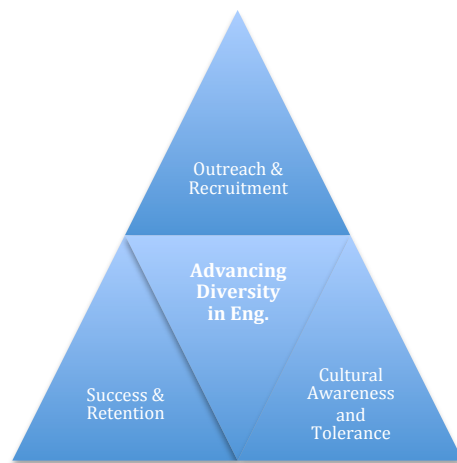 Outreach &
Recruitment
Advancing
Diversity
in Eng.
Success &
Retention
Cultural
Awareness
and
Tolerance